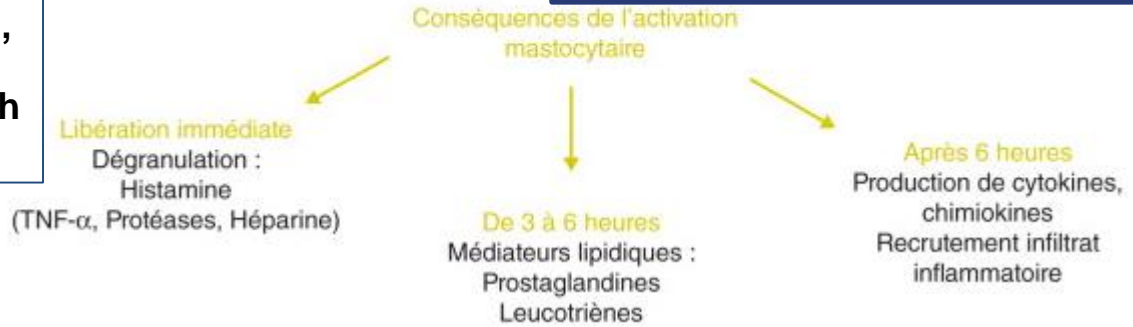 Conséquences de l'activation
mastocytaire
,
h
Libération immédiate
Dégranulation :
Histamine
(TNF-α, Protéases, Héparine)
De 3 à 6 heures
Médiateurs lipidiques :
Prostaglandines
Leucotriènes
Après 6 heures
Production de cytokines,
chimiokines
Recrutement infiltrat
inflammatoire